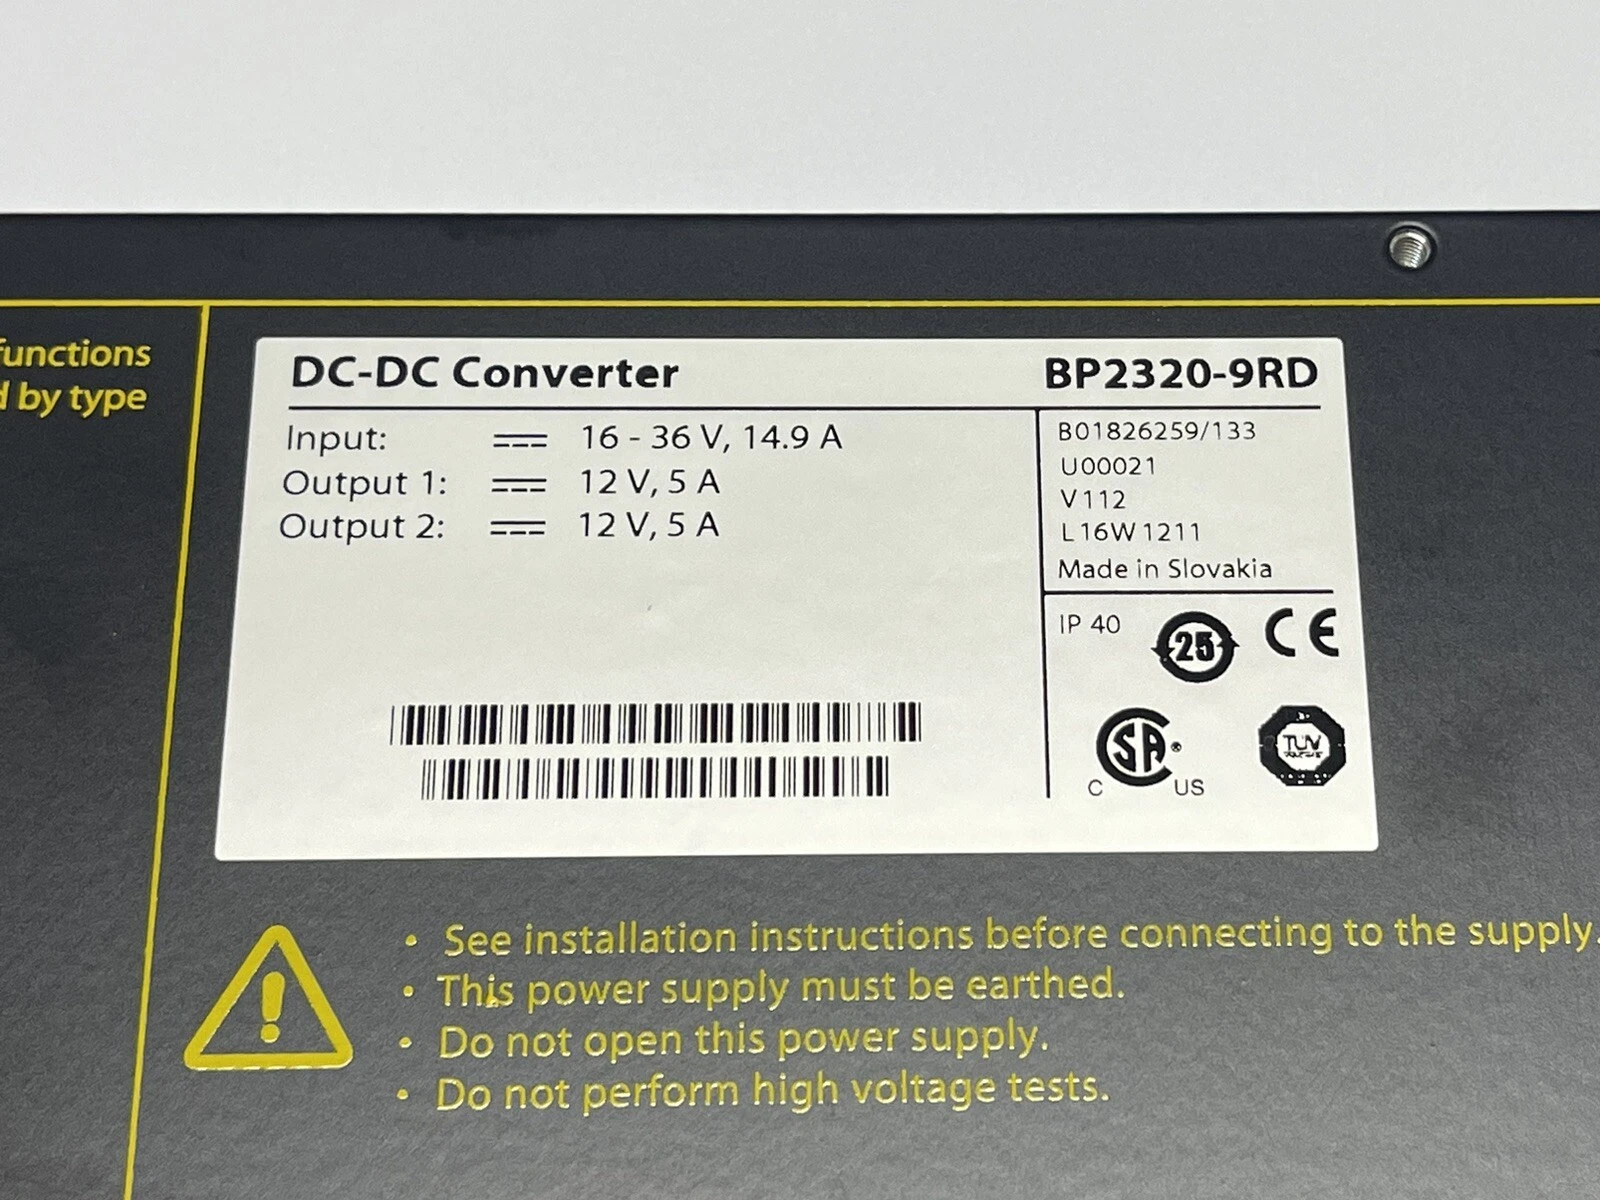 functions
d by type
DC-DC Converter
BP2320-9RD
Input: 16 - 36 V, 14.9 A
Output 1: 12 V, 5 A
Output 2: 12 V, 5 A
B01826259/133
U00021
V112
L16W1211
Made in Slovakia
IP 40
25
CE
SA®
C US
TÜV
• See installation instructions before connecting to the supply.
• This power supply must be earthed.
• Do not open this power supply.
• Do not perform high voltage tests.